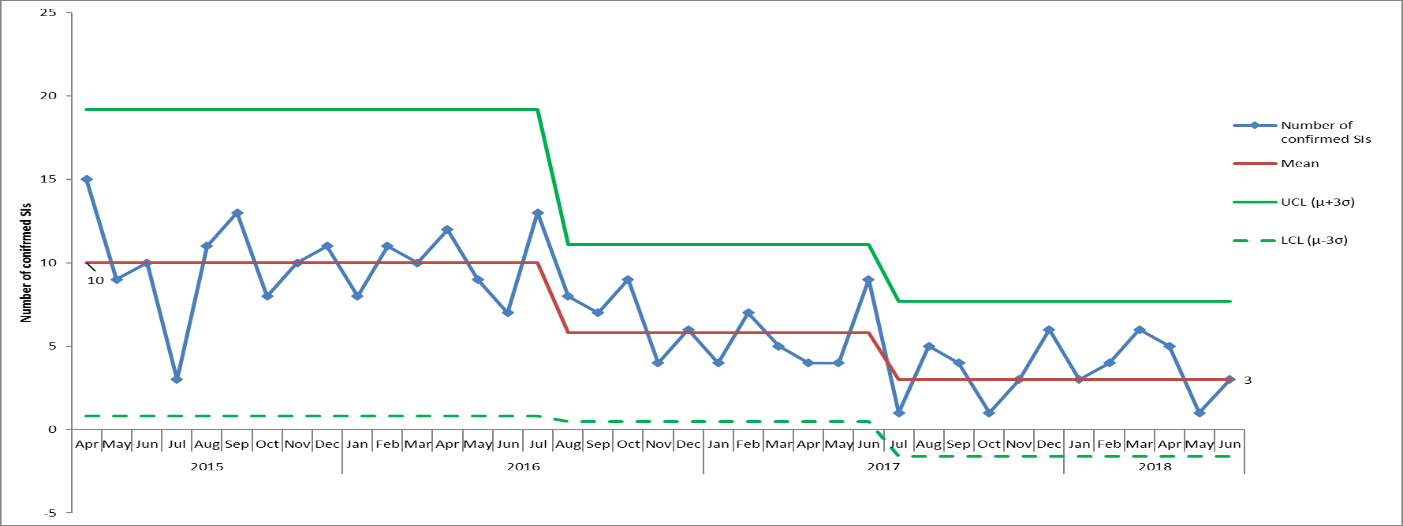 25
20
15
10
5
0
-5
Number of conifrmed SIs
10
3
Apr May Jun Jul Aug Sep Oct Nov Dec Jan Feb Mar Apr May Jun Jul Aug Sep Oct Nov Dec Jan Feb Mar Apr May Jun Jul Aug Sep Oct Nov Dec Jan Feb Mar Apr May Jun
2015 2016 2017 2018
Number of
confirmed SIs
Mean
UCL (μ+3σ)
LCL (μ-3σ)